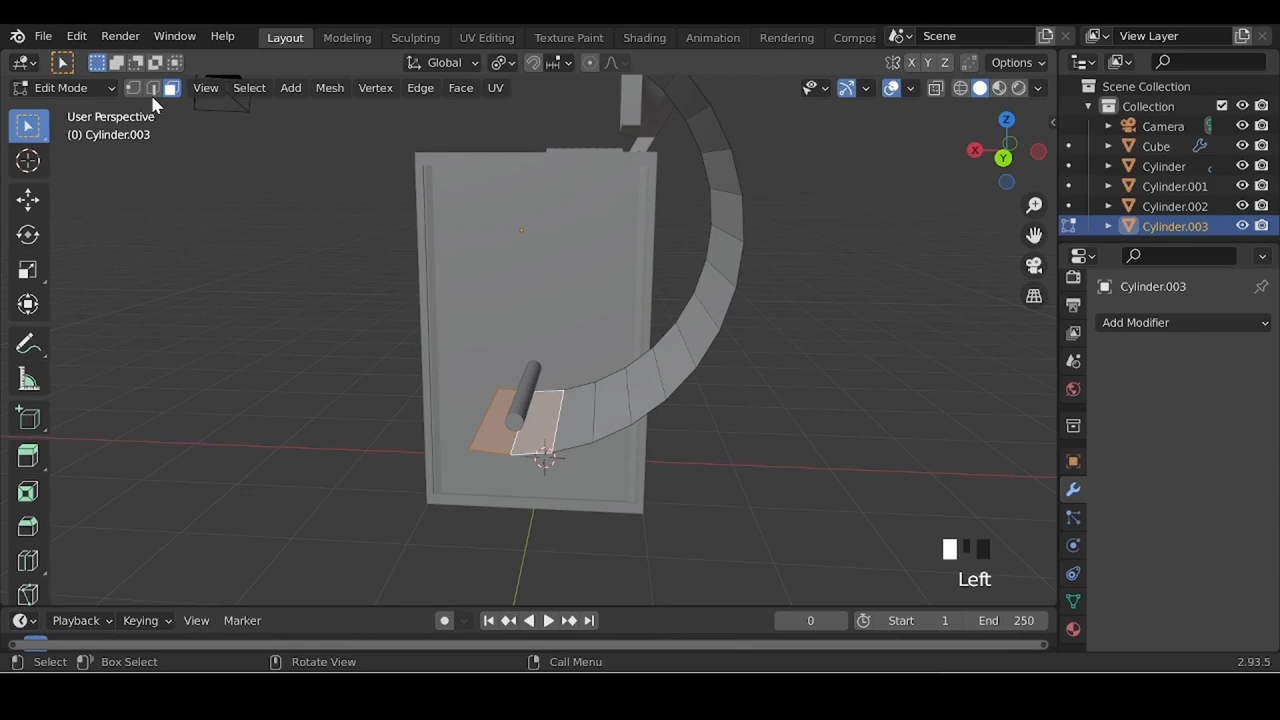 File Edit Render Window Help Layout Modeling Sculpting UV Editing Texture Paint Shading Animation Rendering Compos Scene View Layer
Global X Y Z Options
Edit Mode View Select Add Mesh Vertex Edge Face UV
User Perspective
(0) Cylinder.003
Z
X
Y
Scene Collection
Collection
Camera
Cube
Cylinder
Cylinder.001
Cylinder.002
Cylinder.003
Cylinder.003
Add Modifier
Left
Playback Keying View Marker 0 Start 1 End 250
Select Box Select Rotate View Call Menu 2.93.5